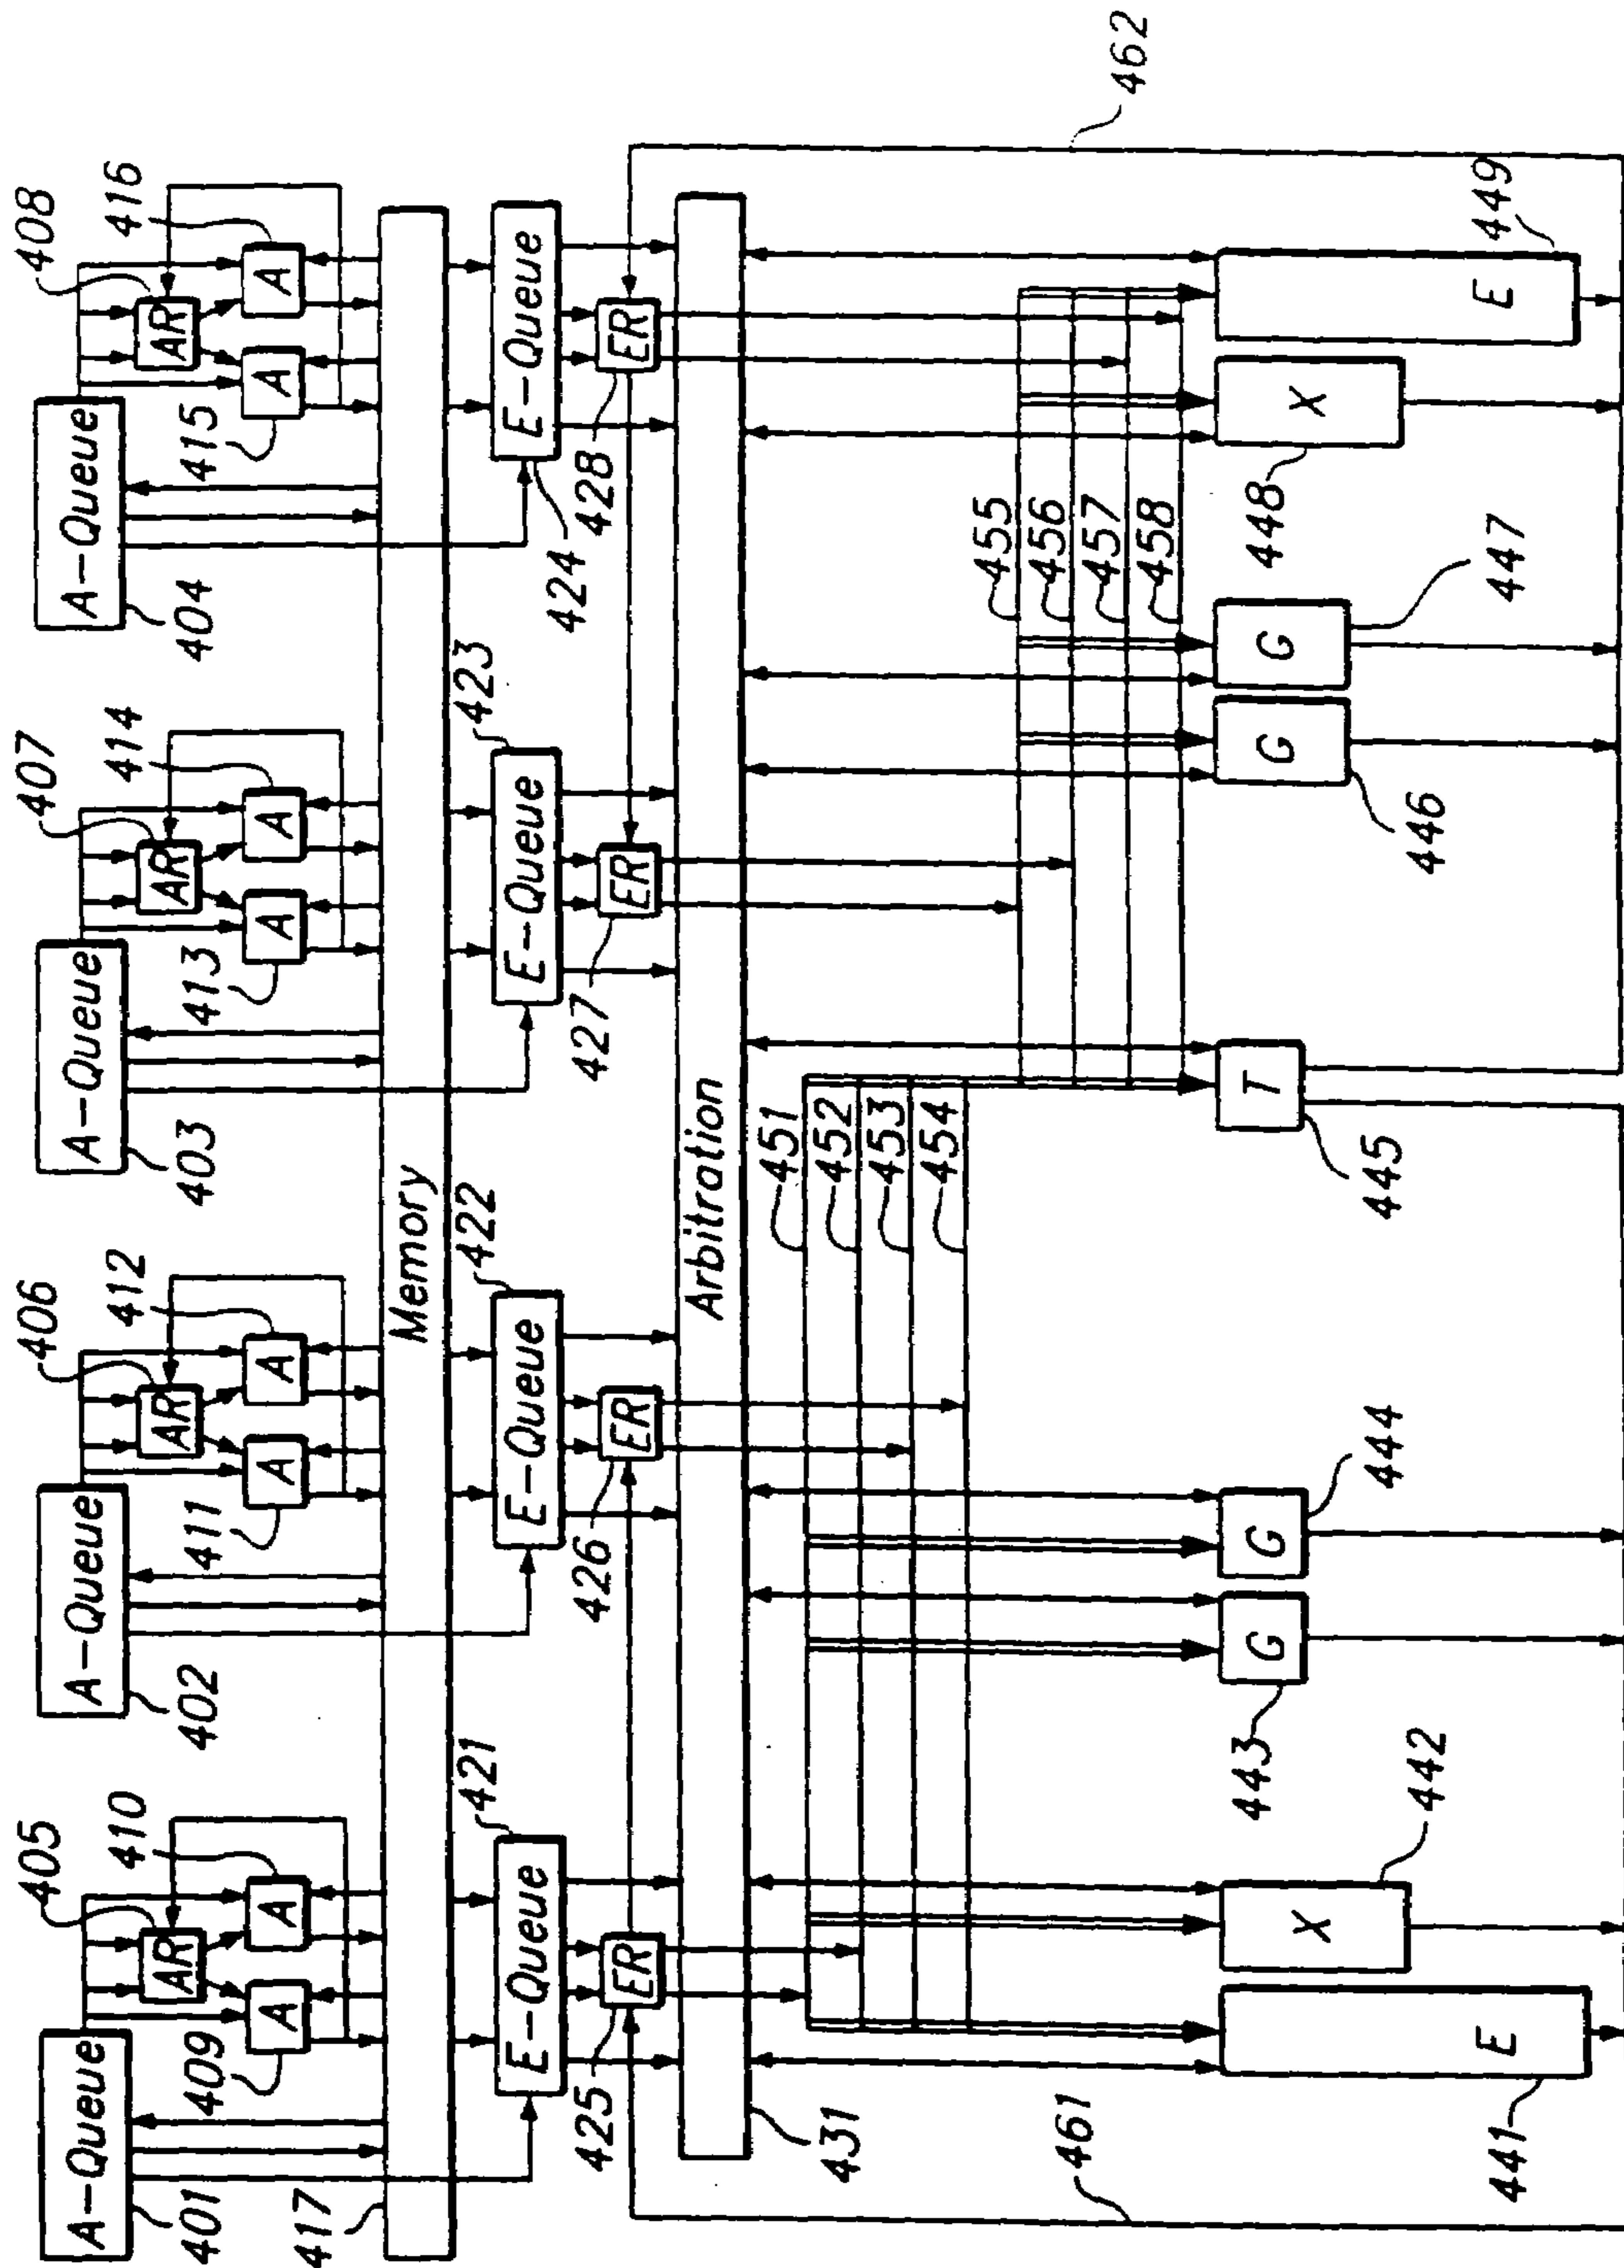 405
410
406
412
407
414
408
416
A-Queue
AR
A
A
A-Queue
AR
A
A
A-Queue
AR
A
A
A-Queue
AR
A
A
401
409
402
411
403
413
404
415
417
Memory
421
422
423
E-Queue
E-Queue
E-Queue
E-Queue
424
425
ER
426
ER
427
ER
428
ER
Arbitration
431
451
452
453
454
455
456
457
458
461
462
E
X
G
G
T
G
G
X
E
441
442
443
444
445
446
447
448
449